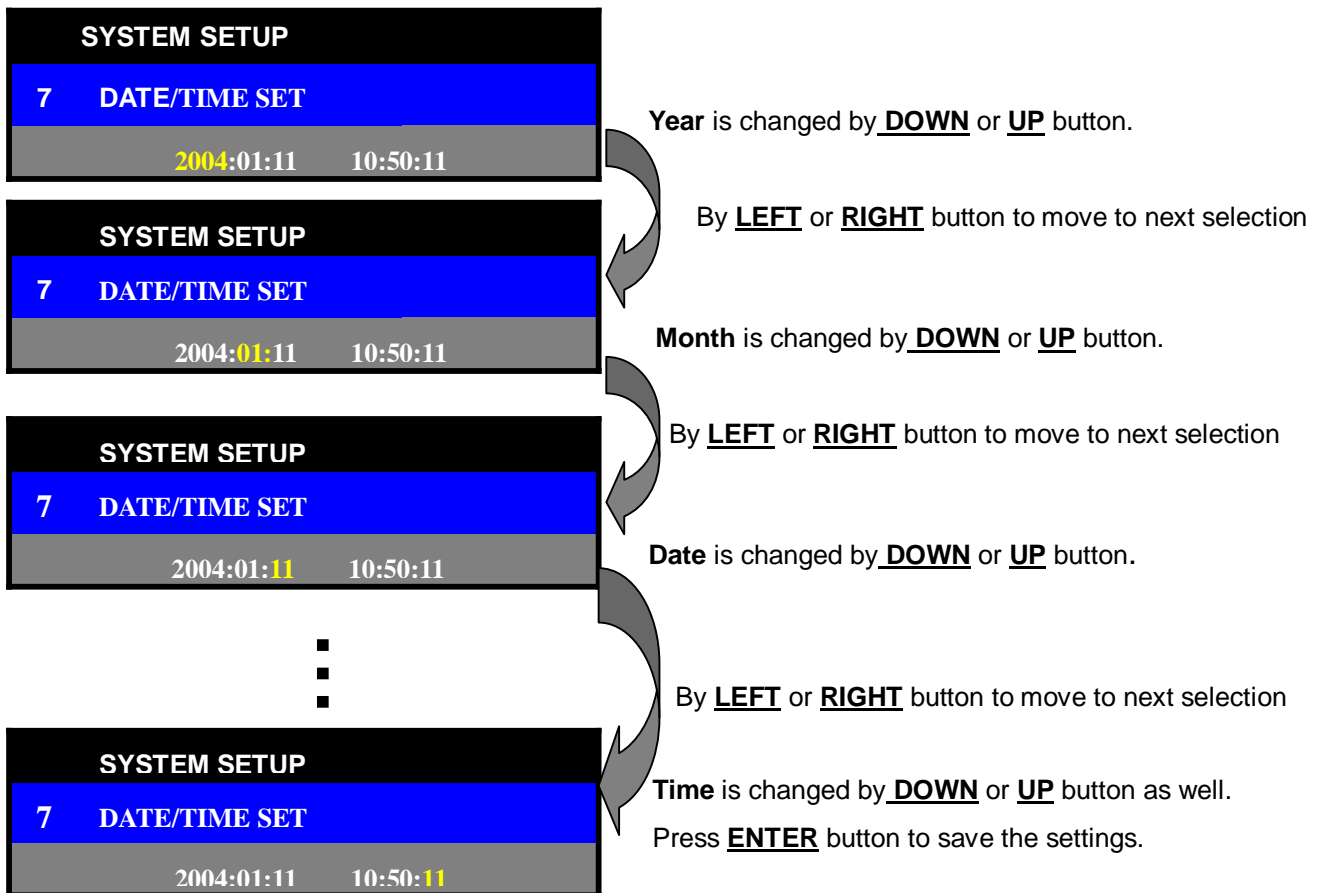 SYSTEM SETUP
7 DATE/TIME SET
2004:01:11 10:50:11
Year is changed by DOWN or UP button.
By LEFT or RIGHT button to move to next selection
SYSTEM SETUP
7 DATE/TIME SET
2004:01:11 10:50:11
Month is changed by DOWN or UP button.
By LEFT or RIGHT button to move to next selection
SYSTEM SETUP
7 DATE/TIME SET
2004:01:11 10:50:11
Date is changed by DOWN or UP button.
By LEFT or RIGHT button to move to next selection
SYSTEM SETUP
7 DATE/TIME SET
2004:01:11 10:50:11
Time is changed by DOWN or UP button as well.
Press ENTER button to save the settings.